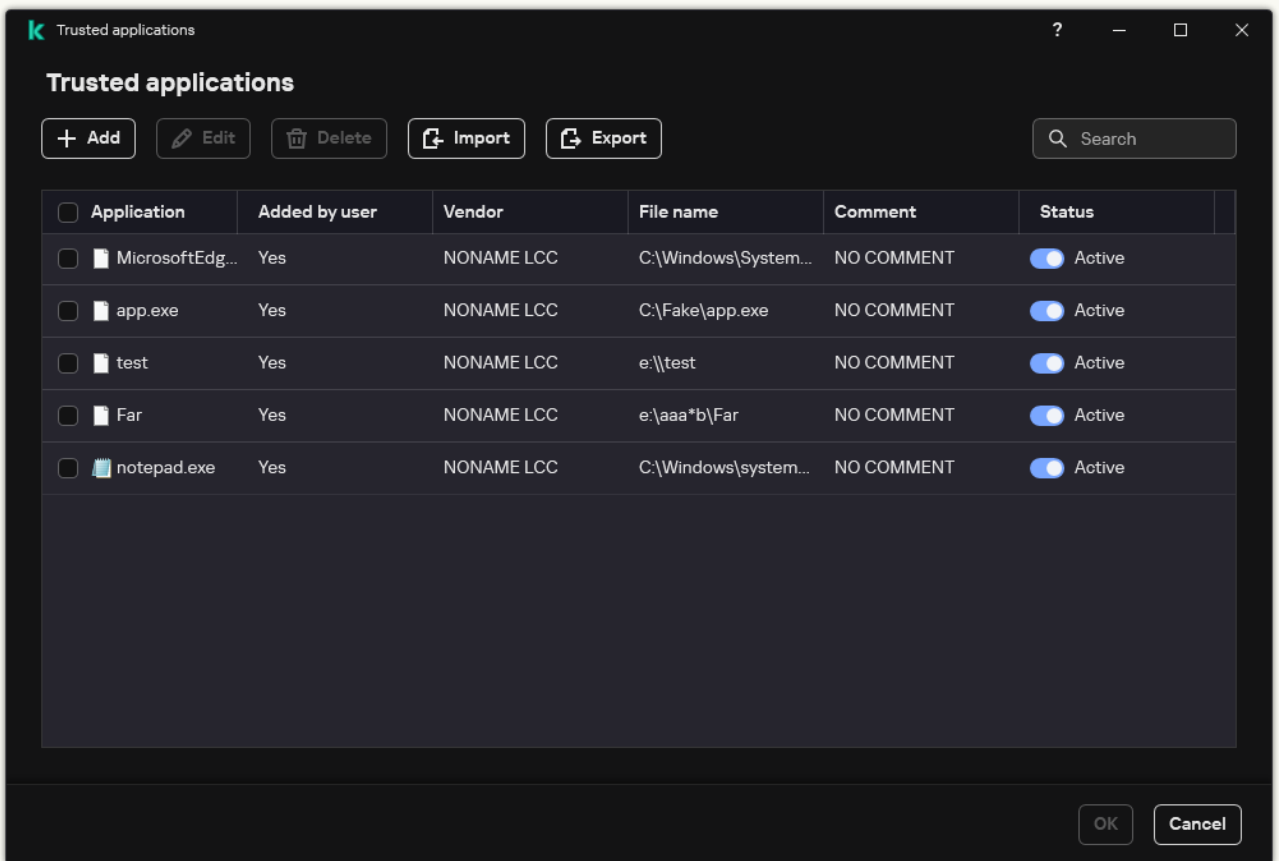 Trusted applications
?
Trusted applications
Add Edit Delete Import Export Search
Application Added by user Vendor File name Comment Status
MicrosoftEdg... Yes NONAME LCC C:\Windows\System... NO COMMENT Active
app.exe Yes NONAME LCC C:\Fake\app.exe NO COMMENT Active
test Yes NONAME LCC e:\\test NO COMMENT Active
Far Yes NONAME LCC e:\aaa*b\Far NO COMMENT Active
notepad.exe Yes NONAME LCC C:\Windows\system... NO COMMENT Active
OK Cancel